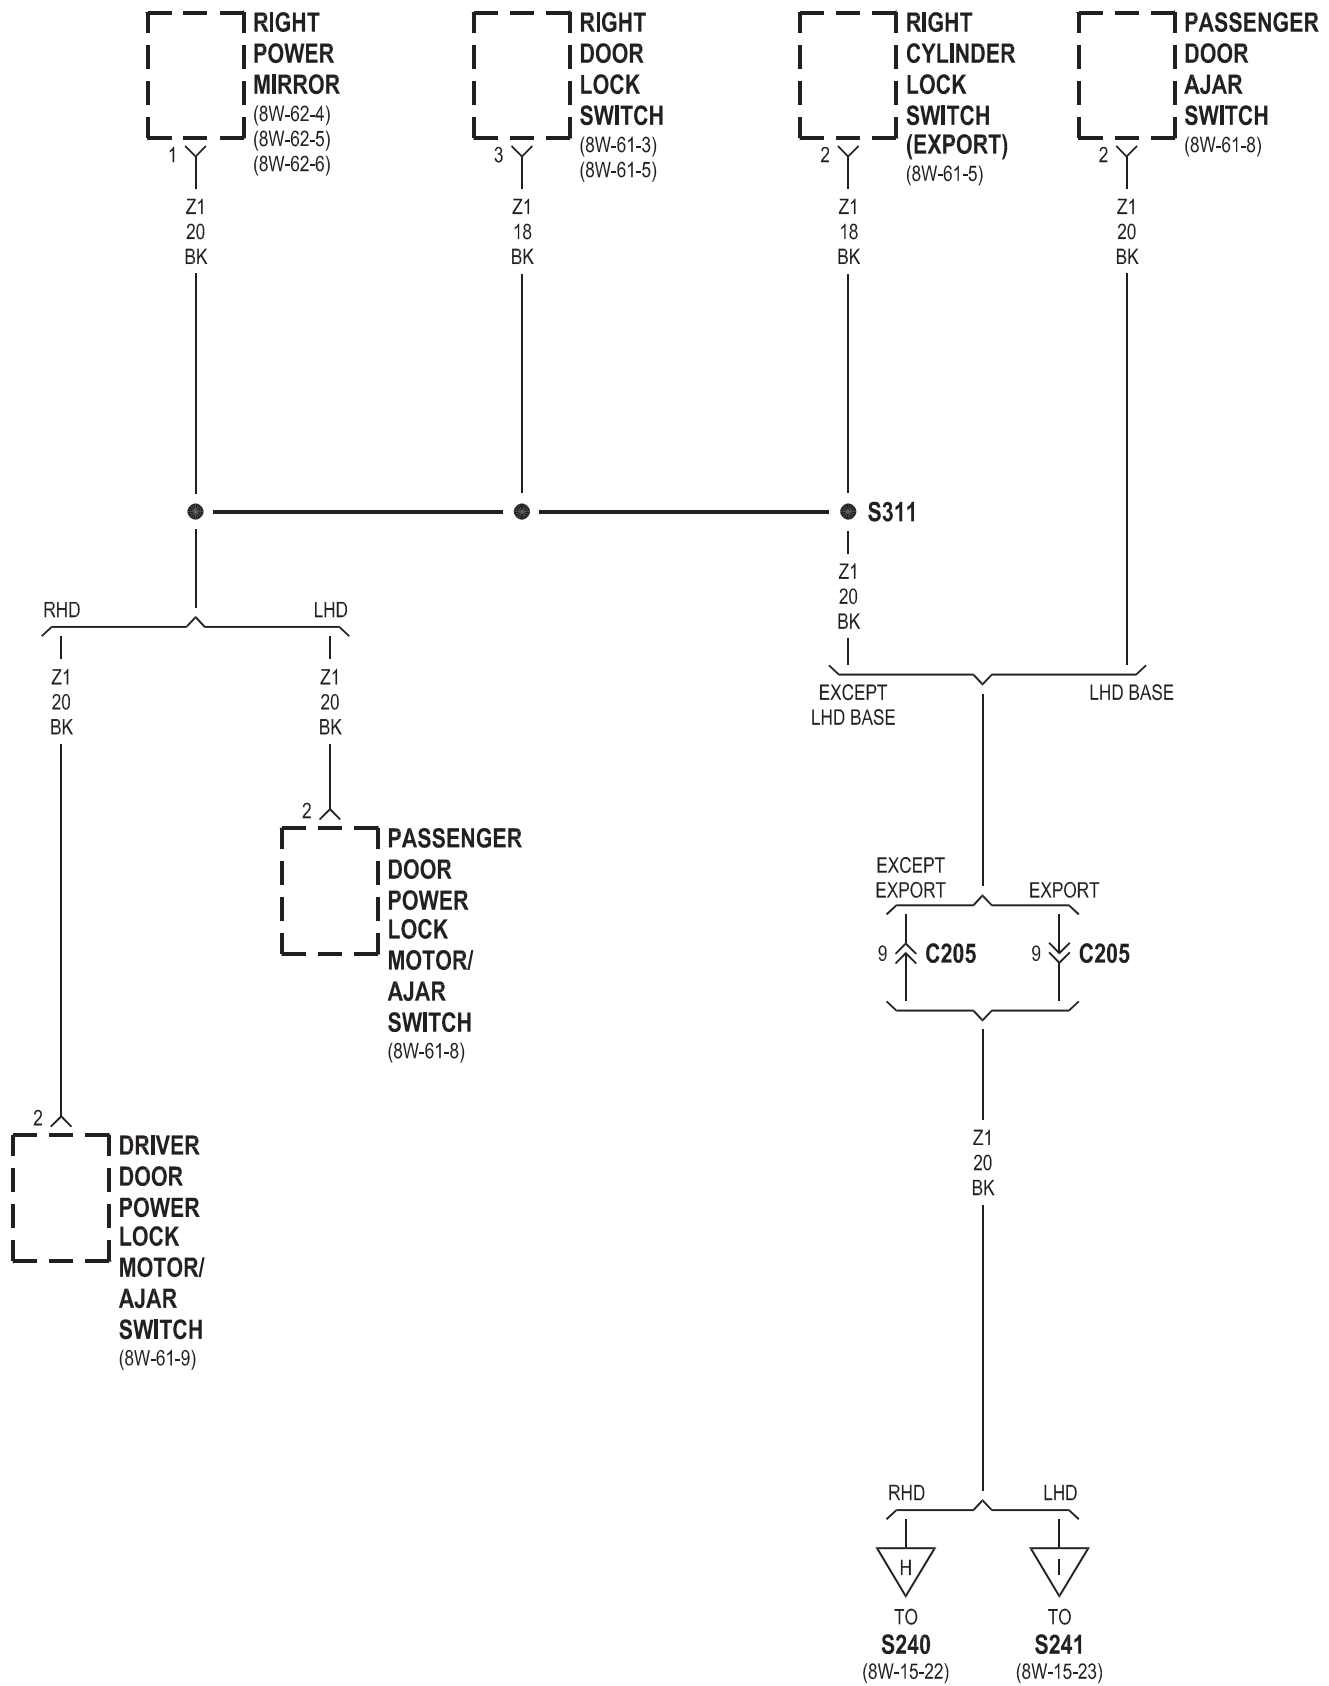 RIGHT
POWER
MIRROR
(8W-62-4)
(8W-62-5)
(8W-62-6)
1
Z1
20
BK
RIGHT
DOOR
LOCK
SWITCH
(8W-61-3)
(8W-61-5)
3
Z1
18
BK
RIGHT
CYLINDER
LOCK
SWITCH
(EXPORT)
(8W-61-5)
2
Z1
18
BK
PASSENGER
DOOR
AJAR
SWITCH
(8W-61-8)
2
Z1
20
BK
S311
Z1
20
BK
RHD
LHD
Z1
20
BK
Z1
20
BK
EXCEPT
LHD BASE
LHD BASE
2
PASSENGER
DOOR
POWER
LOCK
MOTOR/
AJAR
SWITCH
(8W-61-8)
EXCEPT
EXPORT
EXPORT
9
C205
9
C205
2
DRIVER
DOOR
POWER
LOCK
MOTOR/
AJAR
SWITCH
(8W-61-9)
Z1
20
BK
RHD
LHD
H
I
TO
S240
(8W-15-22)
TO
S241
(8W-15-23)